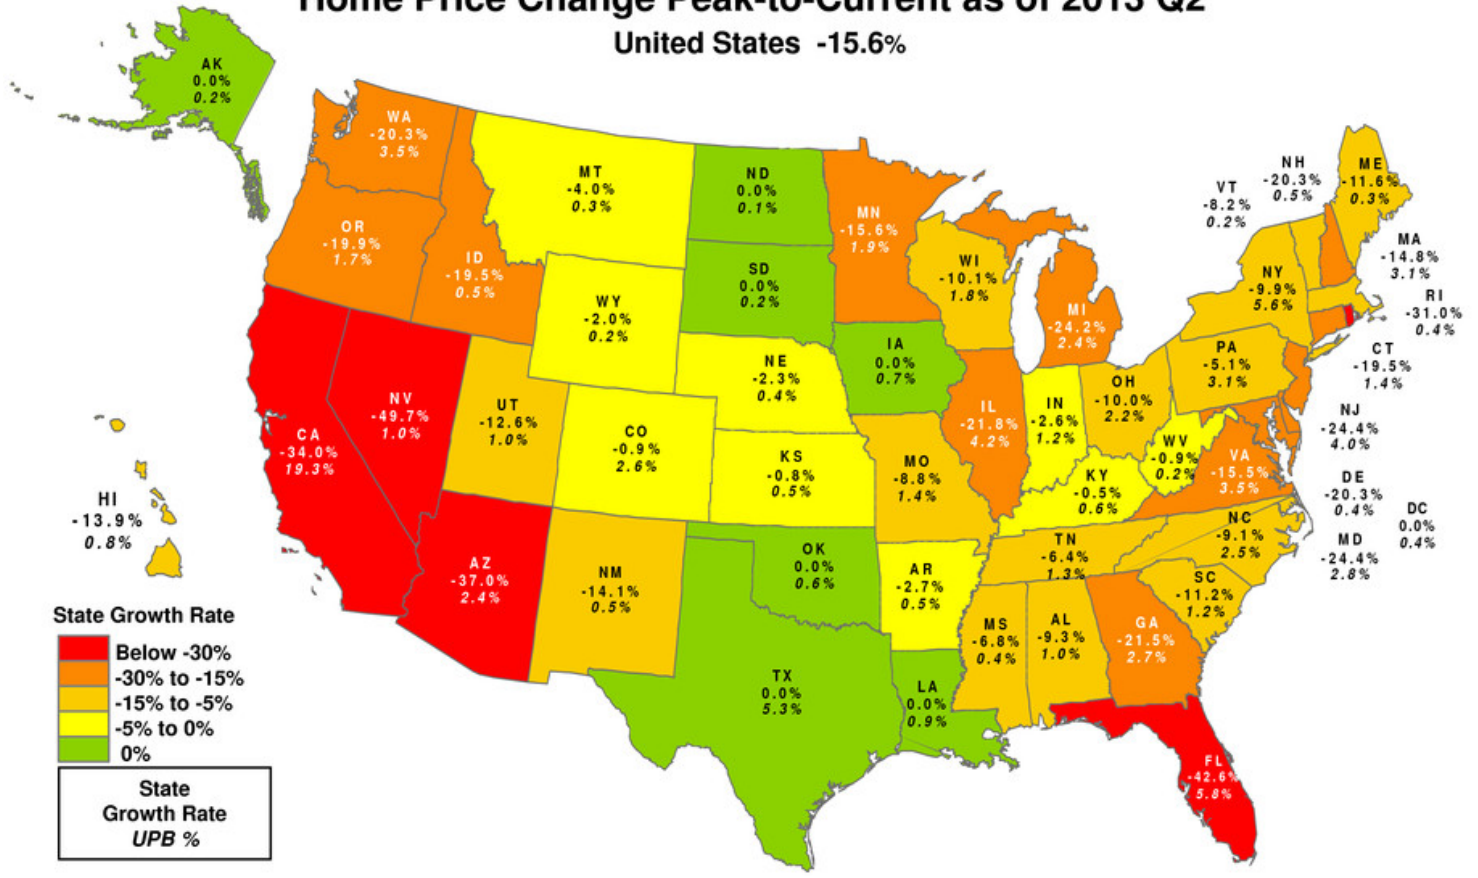 Home Price Change Peak-to-Current as of 2013 Q2
United States -15.6%
AK
0.0%
0.2%
WA
-20.3%
3.5%
MT
-4.0%
0.3%
ND
0.0%
0.1%
MN
-15.6%
1.9%
NH
-20.3%
0.5%
ME
-11.6%
0.3%
VT
-8.2%
0.2%
OR
-19.9%
1.7%
ID
-19.5%
0.5%
SD
0.0%
0.2%
WI
-10.1%
1.8%
NY
-9.9%
5.6%
MA
-14.8%
3.1%
WY
-2.0%
0.2%
MI
-24.2%
2.4%
RI
-31.0%
0.4%
NE
-2.3%
0.4%
IA
0.0%
0.7%
PA
-5.1%
3.1%
CT
-19.5%
1.4%
NV
-49.7%
1.0%
UT
-12.6%
1.0%
CO
-0.9%
2.6%
IL
-21.8%
4.2%
IN
-2.6%
1.2%
OH
-10.0%
2.2%
NJ
-24.4%
4.0%
CA
-34.0%
19.3%
KS
-0.8%
0.5%
MO
-8.8%
1.4%
KY
-0.5%
0.6%
WV
-0.9%
0.2%
VA
-15.5%
3.5%
DE
-20.3%
0.4%
HI
-13.9%
0.8%
DC
0.0%
0.4%
AZ
-37.0%
2.4%
NM
-14.1%
0.5%
OK
0.0%
0.6%
AR
-2.7%
0.5%
TN
-6.4%
1.3%
NC
-9.1%
2.5%
MD
-24.4%
2.8%
SC
-11.2%
1.2%
MS
-6.8%
0.4%
AL
-9.3%
1.0%
GA
-21.5%
2.7%
TX
0.0%
5.3%
LA
0.0%
0.9%
FL
-42.6%
5.8%
State Growth Rate
Below -30%
-30% to -15%
-15% to -5%
-5% to 0%
0%
State
Growth Rate
UPB %